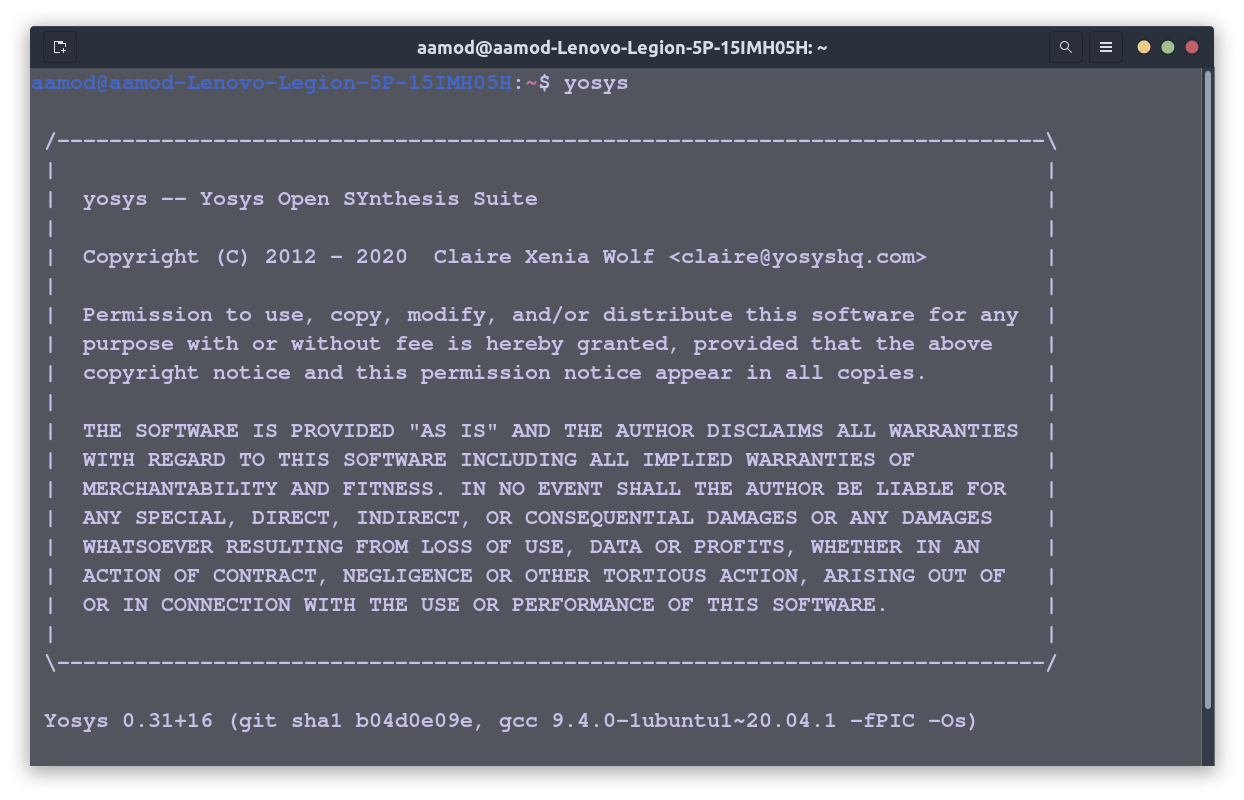 aamod@aamod-Lenovo-Legion-5P-15IMH05H: ~
aamod@aamod-Lenovo-Legion-5P-15IMH05H:~$ yosys
/----------------------------------------------------------------------------\
|                                                                            |
|  yosys -- Yosys Open SYnthesis Suite                                       |
|                                                                            |
|  Copyright (C) 2012 - 2020  Claire Xenia Wolf <claire@yosyshq.com>         |
|                                                                            |
|  Permission to use, copy, modify, and/or distribute this software for any  |
|  purpose with or without fee is hereby granted, provided that the above    |
|  copyright notice and this permission notice appear in all copies.         |
|                                                                            |
|  THE SOFTWARE IS PROVIDED "AS IS" AND THE AUTHOR DISCLAIMS ALL WARRANTIES  |
|  WITH REGARD TO THIS SOFTWARE INCLUDING ALL IMPLIED WARRANTIES OF          |
|  MERCHANTABILITY AND FITNESS. IN NO EVENT SHALL THE AUTHOR BE LIABLE FOR   |
|  ANY SPECIAL, DIRECT, INDIRECT, OR CONSEQUENTIAL DAMAGES OR ANY DAMAGES    |
|  WHATSOEVER RESULTING FROM LOSS OF USE, DATA OR PROFITS, WHETHER IN AN     |
|  ACTION OF CONTRACT, NEGLIGENCE OR OTHER TORTIOUS ACTION, ARISING OUT OF   |
|  OR IN CONNECTION WITH THE USE OR PERFORMANCE OF THIS SOFTWARE.            |
|                                                                            |
\----------------------------------------------------------------------------/
Yosys 0.31+16 (git sha1 b04d0e09e, gcc 9.4.0-1ubuntu1~20.04.1 -fPIC -Os)